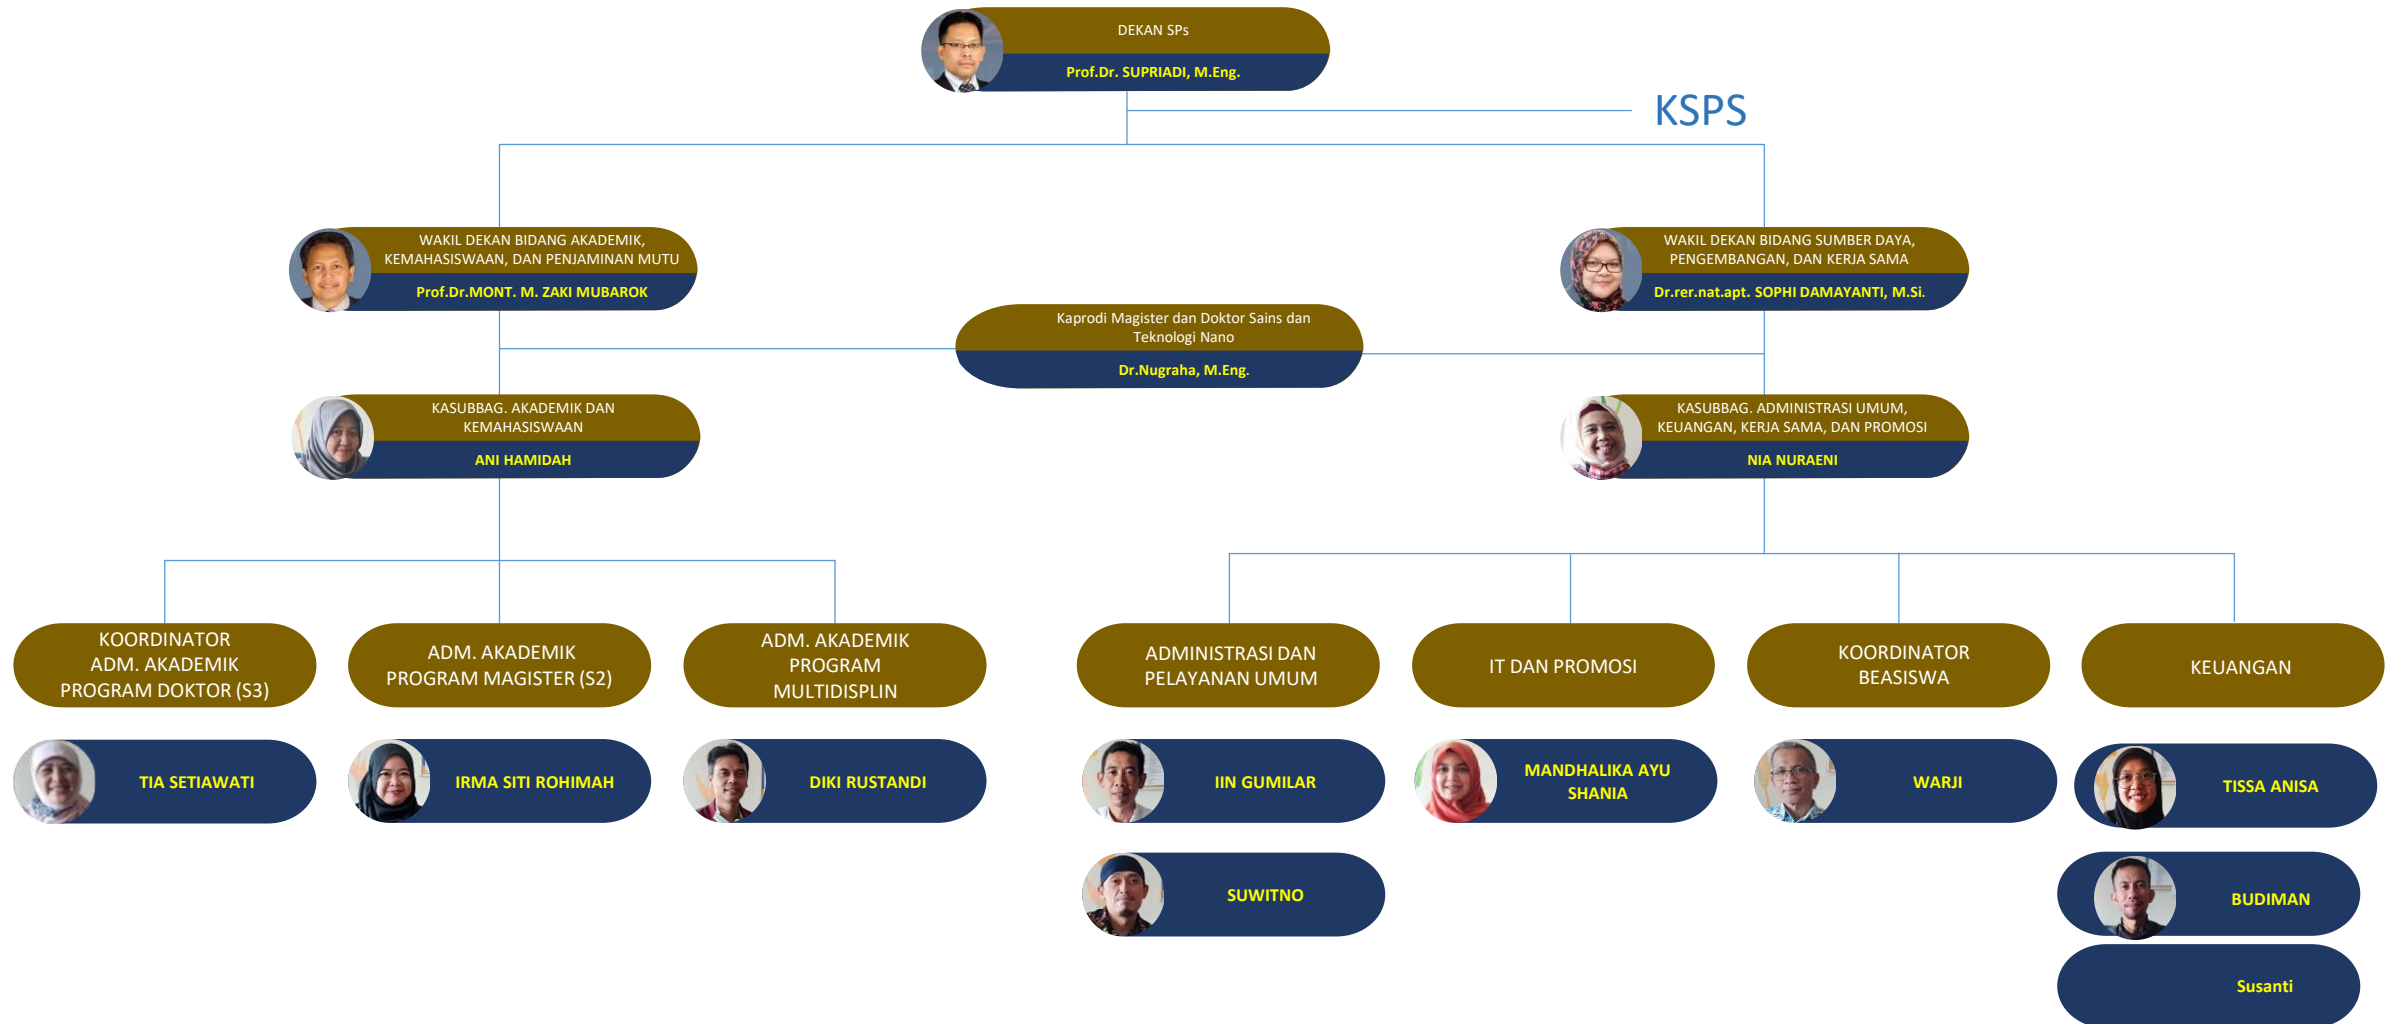 DEKAN SPs
Prof.Dr. SUPRIADI, M.Eng.
KSPS
WAKIL DEKAN BIDANG AKADEMIK,
KEMAHASISWAAN, DAN PENJAMINAN MUTU
Prof.Dr.MONT. M. ZAKI MUBAROK
WAKIL DEKAN BIDANG SUMBER DAYA,
PENGEMBANGAN, DAN KERJA SAMA
Dr.rer.nat.apt. SOPHI DAMAYANTI, M.Si.
Kaprodi Magister dan Doktor Sains dan
Teknologi Nano
Dr.Nugraha, M.Eng.
KASUBBAG. AKADEMIK DAN
KEMAHASISWAAN
ANI HAMIDAH
KASUBBAG. ADMINISTRASI UMUM,
KEUANGAN, KERJA SAMA, DAN PROMOSI
NIA NURAENI
KOORDINATOR
ADM. AKADEMIK
PROGRAM DOKTOR (S3)
ADM. AKADEMIK
PROGRAM MAGISTER (S2)
ADM. AKADEMIK
PROGRAM
MULTIDISPLIN
ADMINISTRASI DAN
PELAYANAN UMUM
IT DAN PROMOSI
KOORDINATOR
BEASISWA
KEUANGAN
TIA SETIAWATI
IRMA SITI ROHIMAH
DIKI RUSTANDI
IIN GUMILAR
MANDHALIKA AYU
SHANIA
WARJI
TISSA ANISA
SUWITNO
BUDIMAN
Susanti